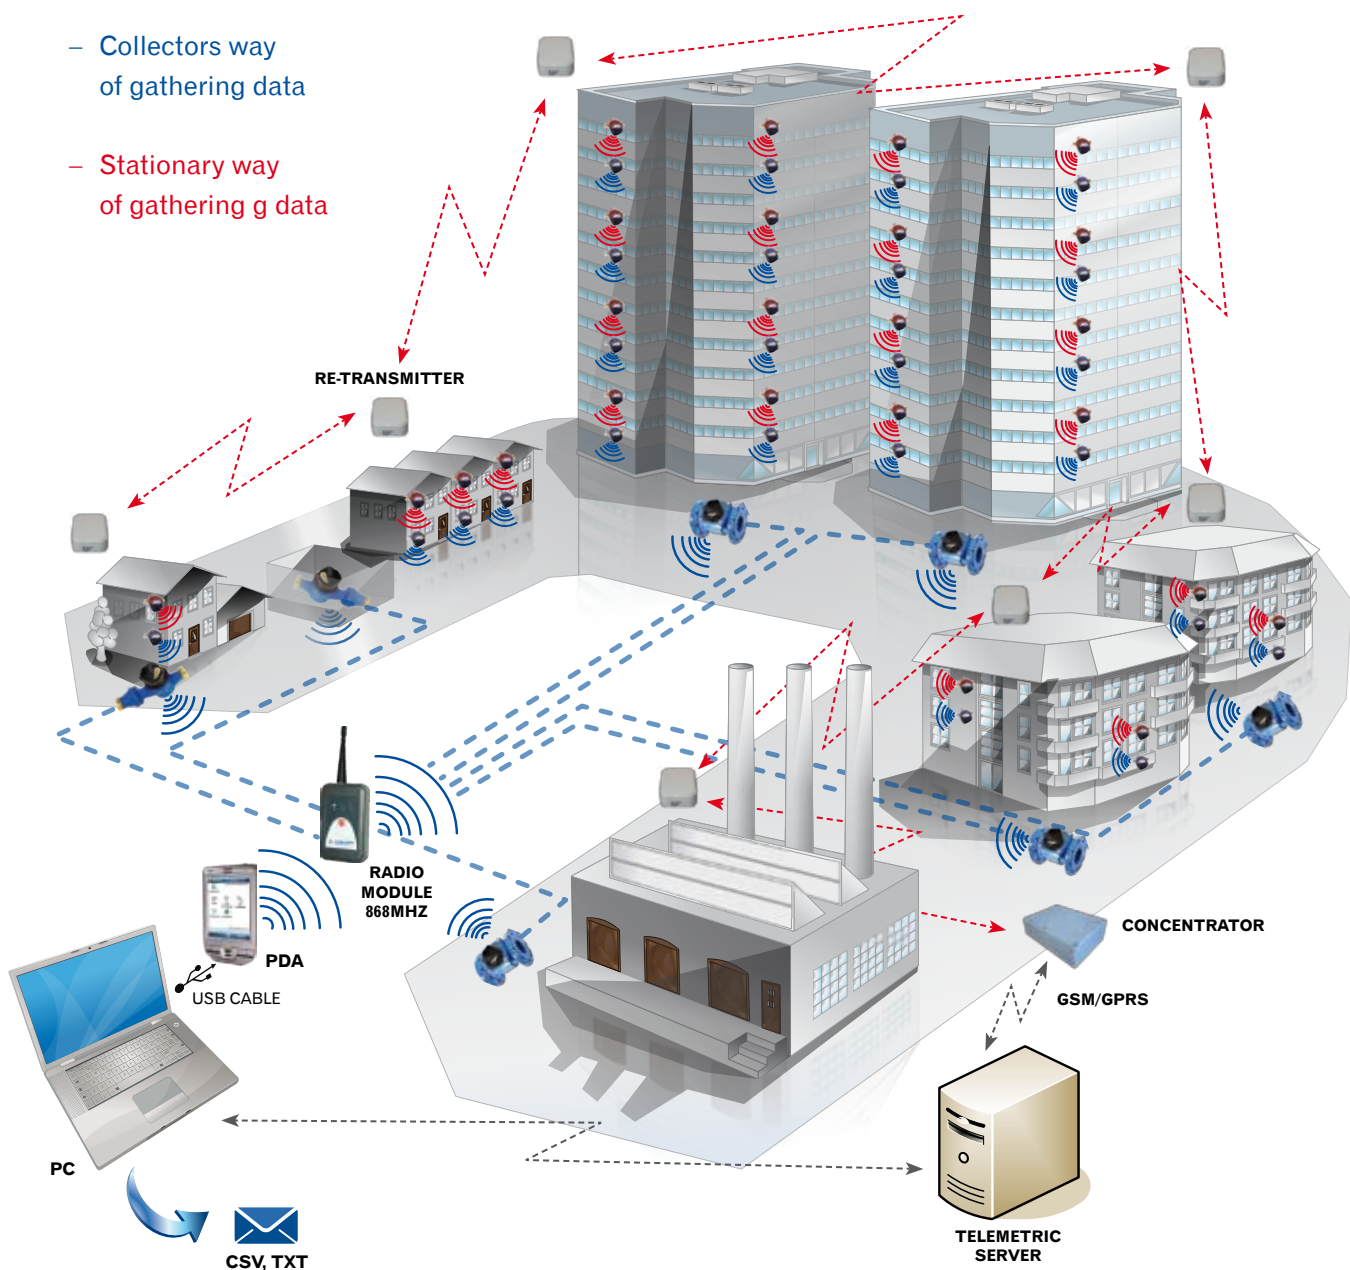 – Collectors way
of gathering data
– Stationary way
of gathering g data
RE-TRANSMITTER
RADIO
MODULE
868MHZ
PDA
USB CABLE
CONCENTRATOR
GSM/GPRS
PC
CSV, TXT
TELEMETRIC
SERVER